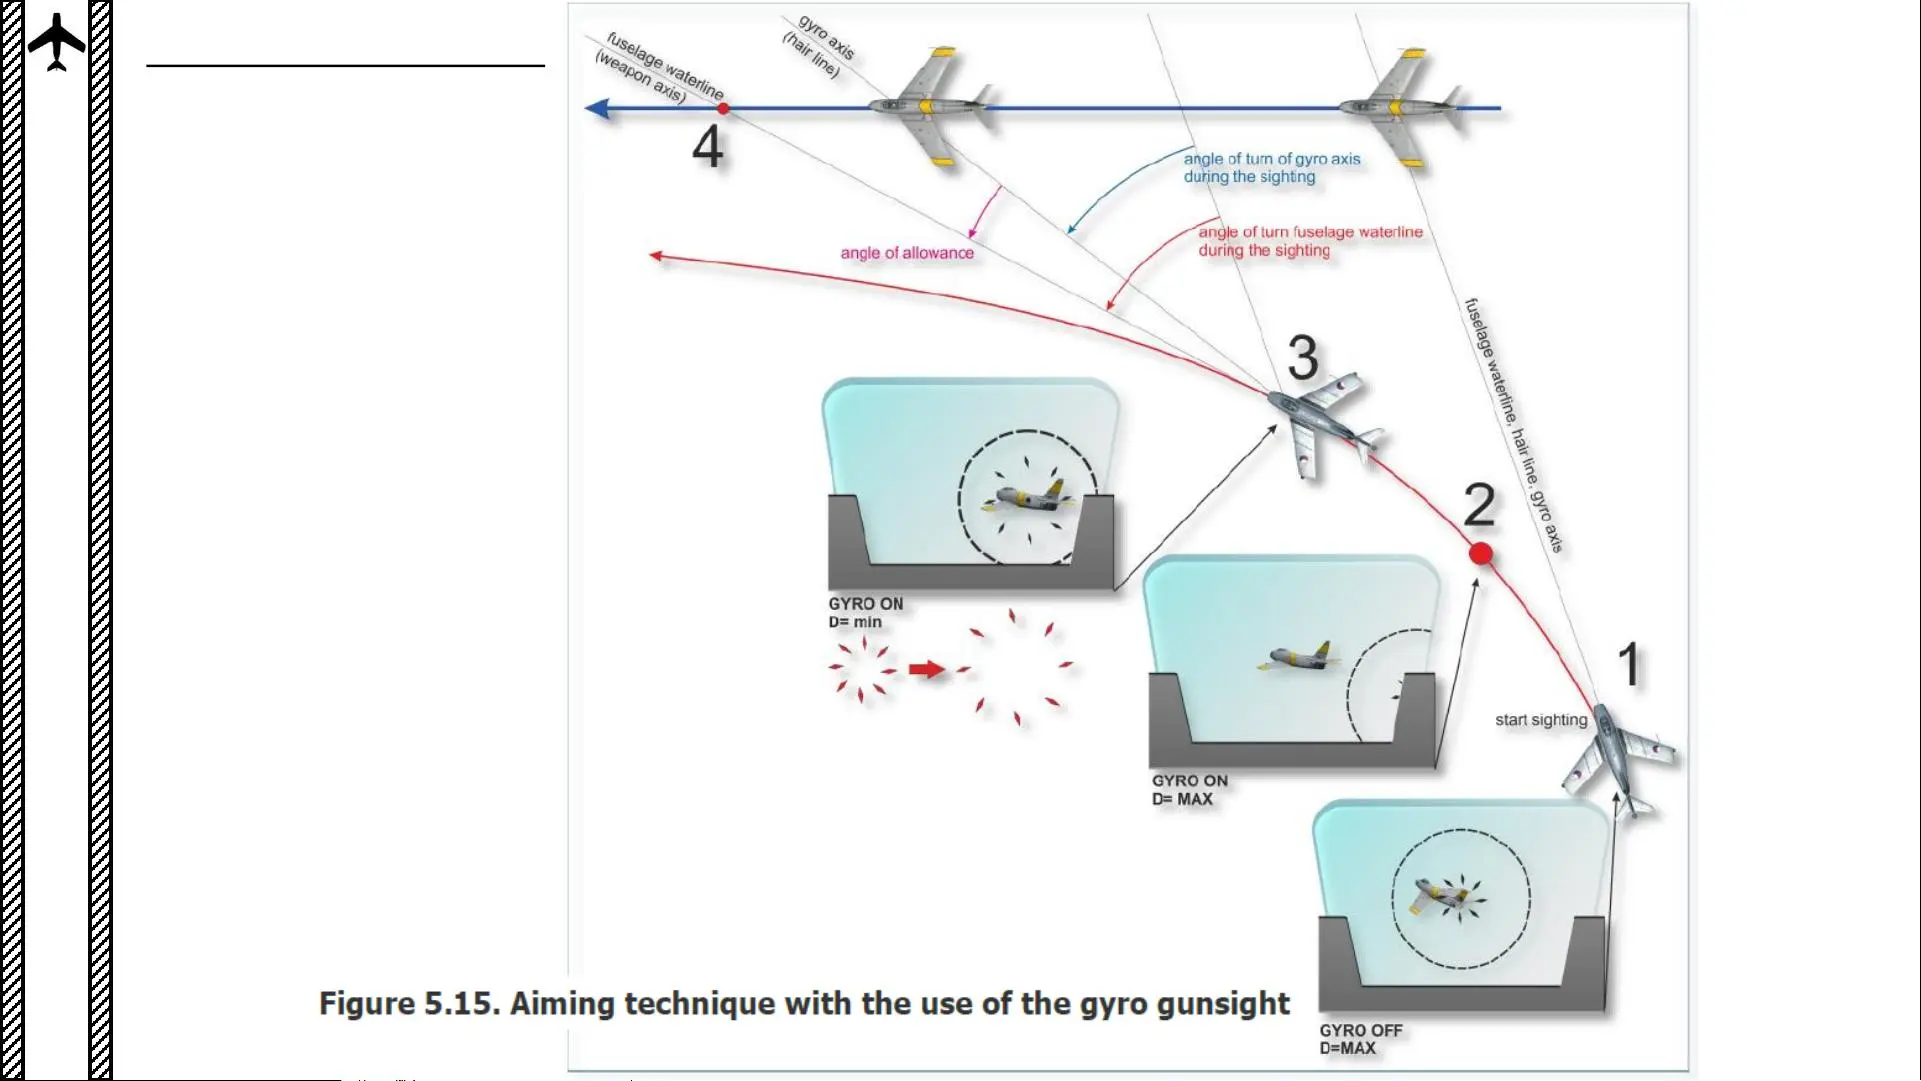 fuselage waterline
(weapon axis)
gyro axis
(hair line)
4
angle of turn of gyro axis
during the sighting
angle of turn fuselage waterline
during the sighting
angle of allowance
fuselage waterline, hair line, gyro axis
3
2
GYRO ON
D= min
1
start sighting
GYRO ON
D= MAX
Figure 5.15. Aiming technique with the use of the gyro gunsight
GYRO OFF
D=MAX